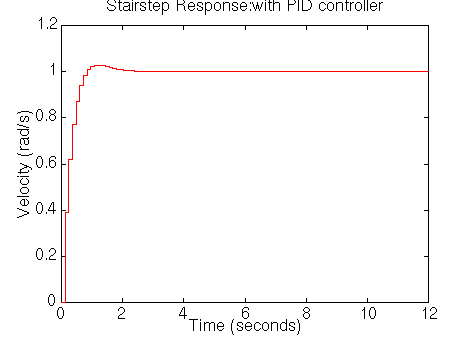 Stairstep Response:with PID controller
1.2
1
0.8
0.6
0.4
0.2
0
Velocity (rad/s)
0 2 4 6 8 10 12
Time (seconds)